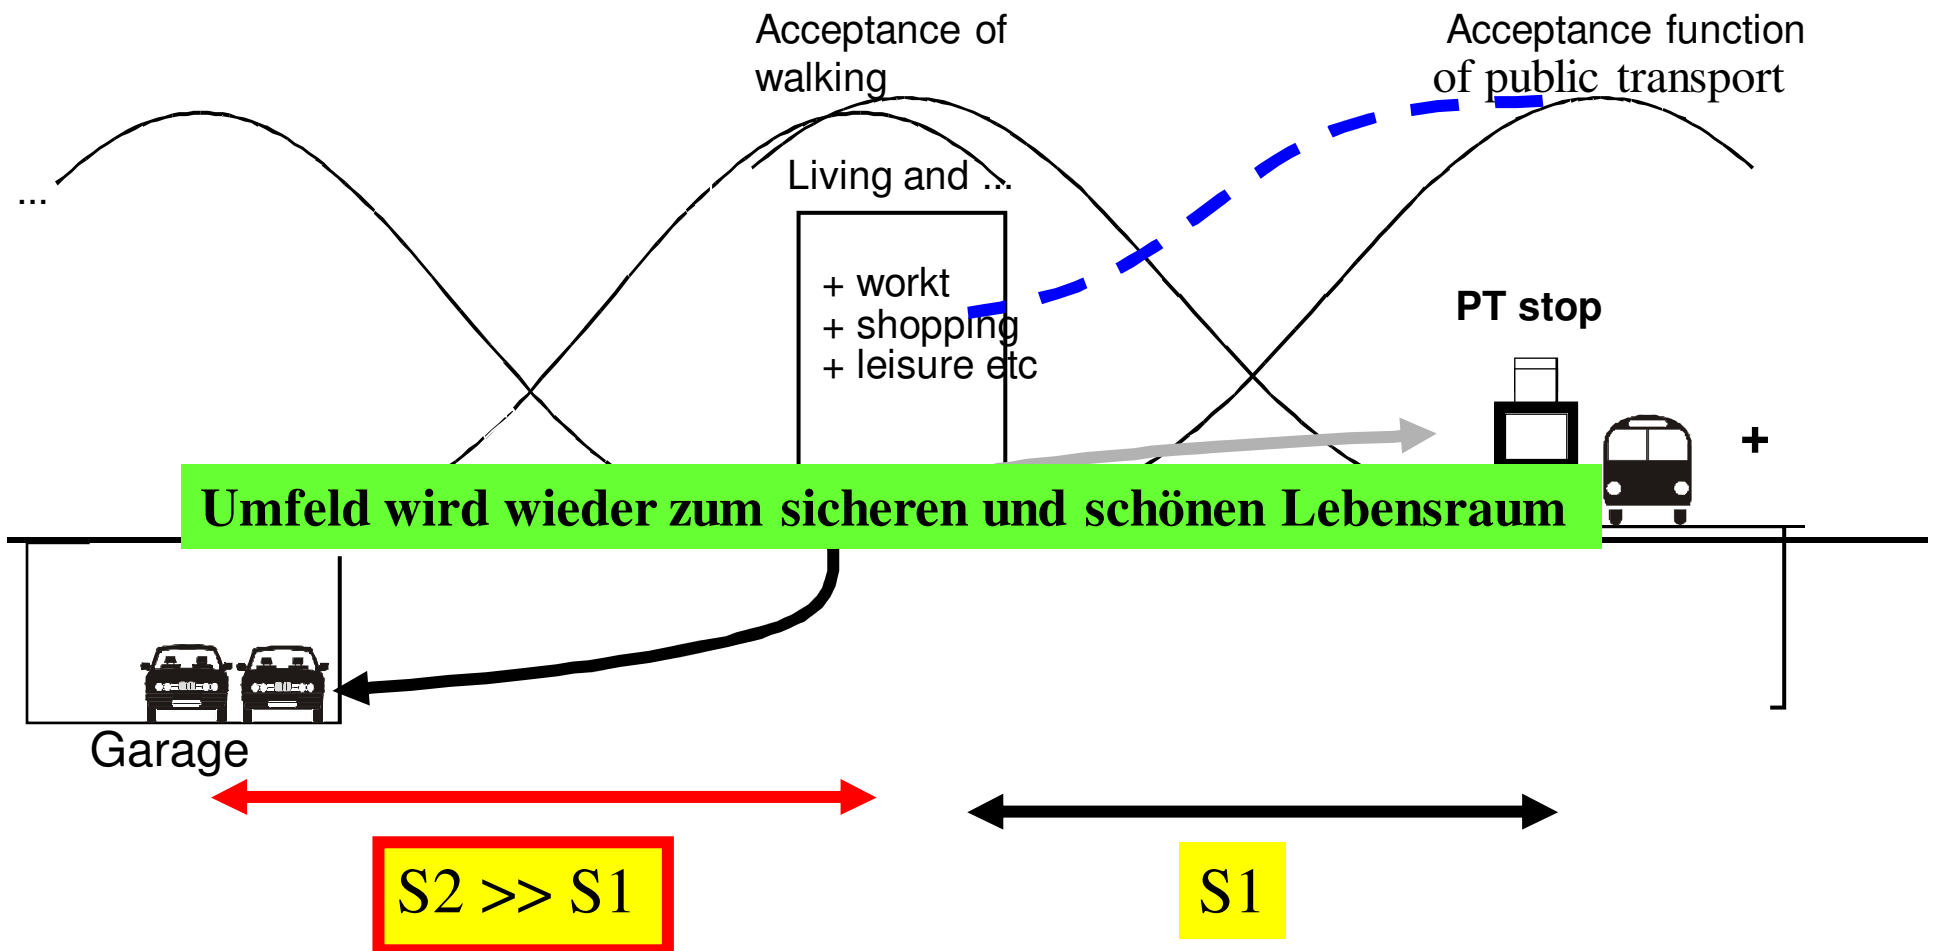 Acceptance of
walking
Acceptance function
of public transport
...
Living and ...
+ workt
+ shopping
+ leisure etc
PT stop
+
Umfeld wird wieder zum sicheren und schönen Lebensraum
Garage
S2 >> S1
S1